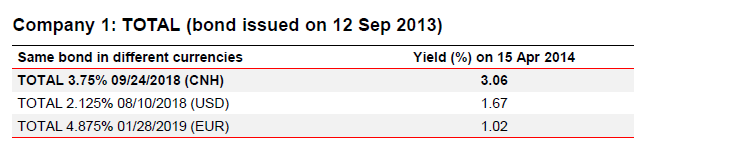 Company 1: TOTAL (bond issued on 12 Sep 2013)
Same bond in different currencies Yield (%) on 15 Apr 2014
TOTAL 3.75% 09/24/2018 (CNH) 3.06
TOTAL 2.125% 08/10/2018 (USD) 1.67
TOTAL 4.875% 01/28/2019 (EUR) 1.02